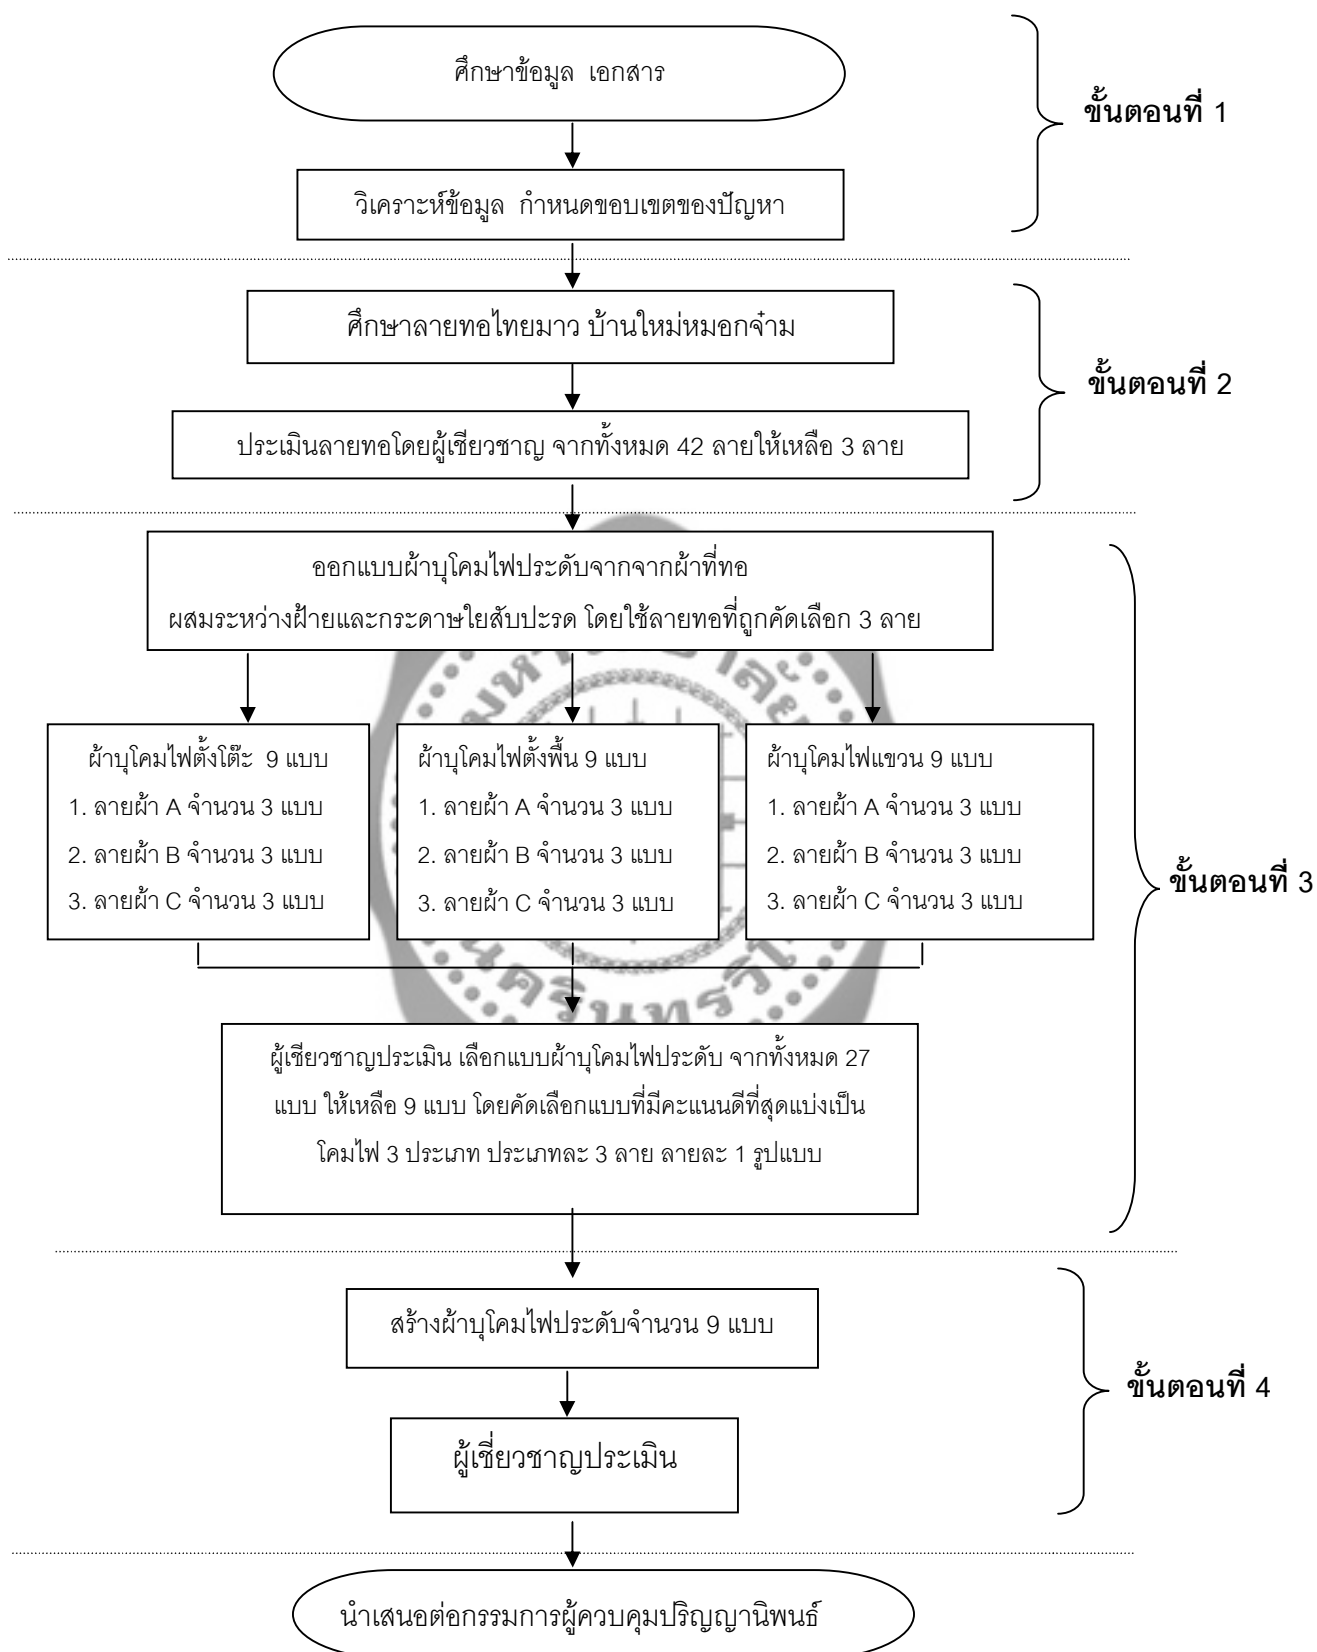 ศึกษาข้อมูล เอกสาร
ขั้นตอนที่ 1
วิเคราะห์ข้อมูล กำหนดขอบเขตของปัญหา
ศึกษาลายทอไทยมาว บ้านใหม่หมอกจ๋าม
ขั้นตอนที่ 2
ประเมินลายทอโดยผู้เชียวชาญ จากทั้งหมด 42 ลายให้เหลือ 3 ลาย
ออกแบบผ้าบุโคมไฟประดับจากจากผ้าที่ทอ
ผสมระหว่างฝ้ายและกระดาษใยสับปะรด โดยใช้ลายทอที่ถูกคัดเลือก 3 ลาย
ผ้าบุโคมไฟตั้งโต๊ะ 9 แบบ
1. ลายผ้า A จำนวน 3 แบบ
2. ลายผ้า B จำนวน 3 แบบ
3. ลายผ้า C จำนวน 3 แบบ
ผ้าบุโคมไฟตั้งพื้น 9 แบบ
1. ลายผ้า A จำนวน 3 แบบ
2. ลายผ้า B จำนวน 3 แบบ
3. ลายผ้า C จำนวน 3 แบบ
ผ้าบุโคมไฟแขวน 9 แบบ
1. ลายผ้า A จำนวน 3 แบบ
2. ลายผ้า B จำนวน 3 แบบ
3. ลายผ้า C จำนวน 3 แบบ
ขั้นตอนที่ 3
ผู้เชียวชาญประเมิน เลือกแบบผ้าบุโคมไฟประดับ จากทั้งหมด 27
แบบ ให้เหลือ 9 แบบ โดยคัดเลือกแบบที่มีคะแนนดีที่สุดแบ่งเป็น
โคมไฟ 3 ประเภท ประเภทละ 3 ลาย ลายละ 1 รูปแบบ
สร้างผ้าบุโคมไฟประดับจำนวน 9 แบบ
ขั้นตอนที่ 4
ผู้เชี่ยวชาญประเมิน
นำเสนอต่อกรรมการผู้ควบคุมปริญญานิพนธ์